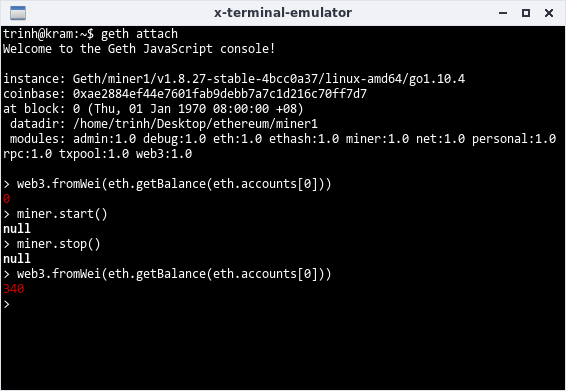 x-terminal-emulator
trinh@kram:~$ geth attach
Welcome to the Geth JavaScript console!
instance: Geth/miner1/v1.8.27-stable-4bcc0a37/linux-amd64/go1.10.4
coinbase: 0xae2884ef44e7601fab9debb7a7c1d216c70ff7d7
at block: 0 (Thu, 01 Jan 1970 08:00:00 +08)
 datadir: /home/trinh/Desktop/ethereum/miner1
 modules: admin:1.0 debug:1.0 eth:1.0 ethash:1.0 miner:1.0 net:1.0 personal:1.0
rpc:1.0 txpool:1.0 web3:1.0
> web3.fromWei(eth.getBalance(eth.accounts[0]))
0
> miner.start()
null
> miner.stop()
null
> web3.fromWei(eth.getBalance(eth.accounts[0]))
340
>